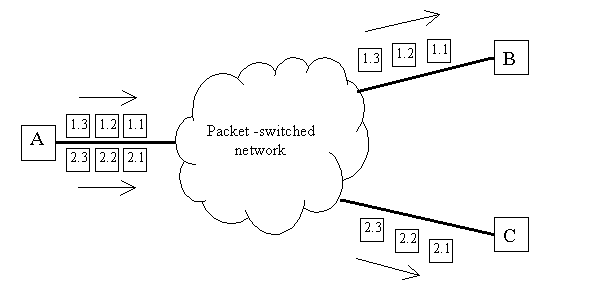 1.3 1.2 1.1
B
A
1.3 1.2 1.1
Packet -switched
network
2.3 2.2 2.1
2.3 2.2 2.1
C